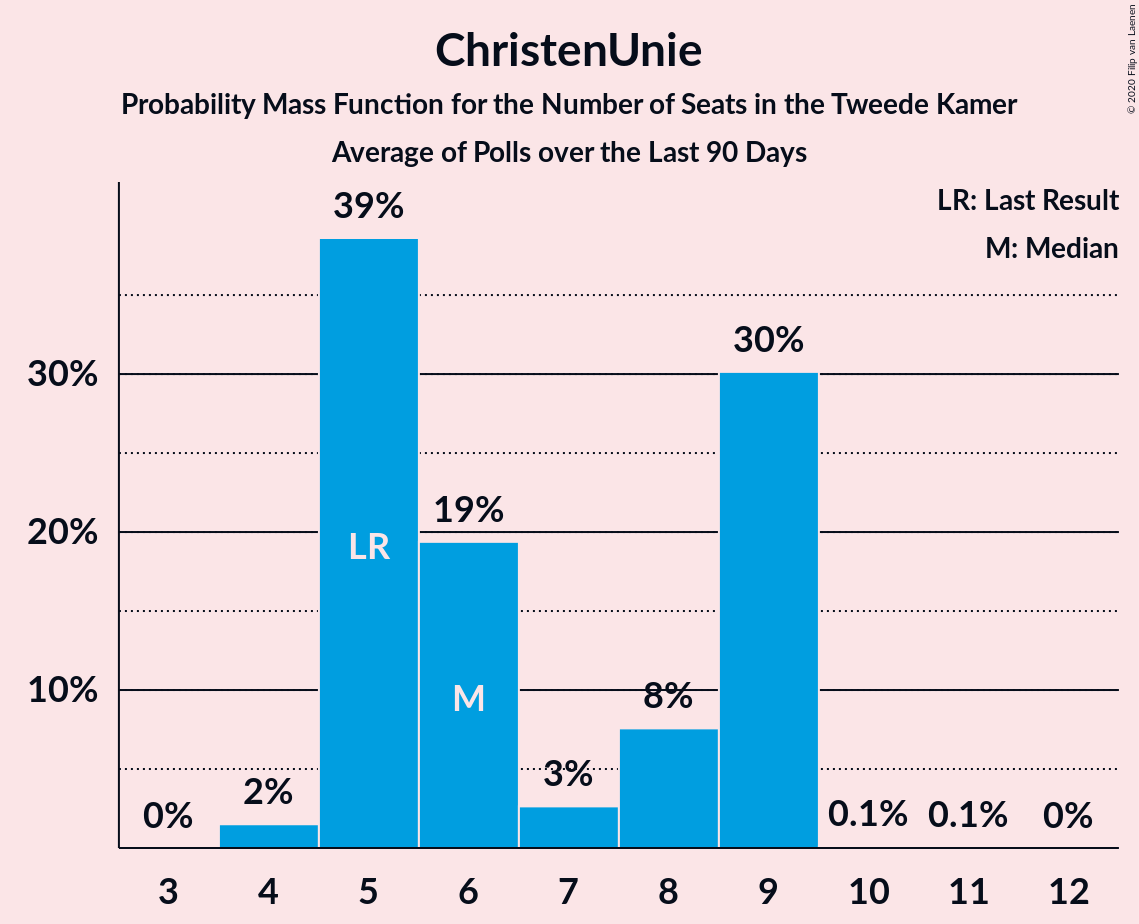 ChristenUnie
Probability Mass Function for the Number of Seats in the Tweede Kamer
Average of Polls over the Last 90 Days
© 2020 Filip van Laenen
LR: Last Result
M: Median
39%
30%
30%
20%
19%
LR
10%
M
8%
3%
2%
0%
0.1%
0.1%
0%
3 4 5 6 7 8 9 10 11 12